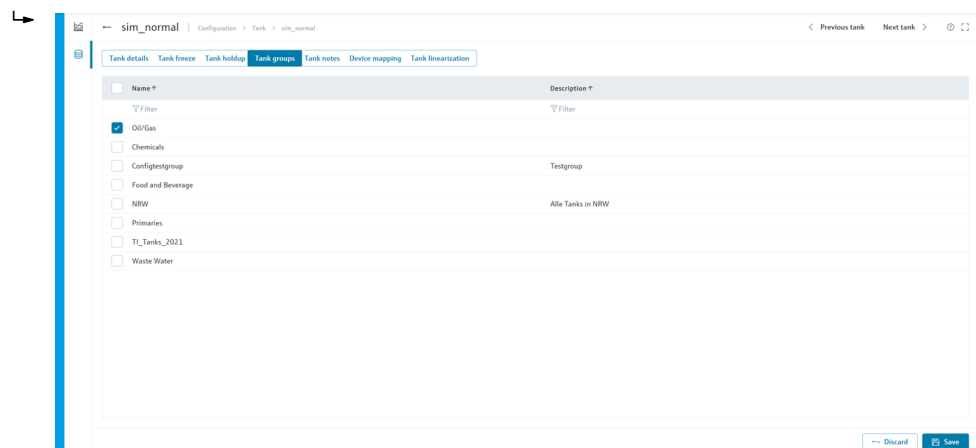 sim_normal Configuration > Tank > sim_normal < Previous tank Next tank >
Tank details Tank freeze Tank holdup Tank groups Tank notes Device mapping Tank linearization
Name ↑ Description ↑
Filter Filter
Oil/Gas
Chemicals
Configtestgroup Testgroup
Food and Beverage
NRW Alle Tanks in NRW
Primaries
TI_Tanks_2021
Waste Water
Discard Save